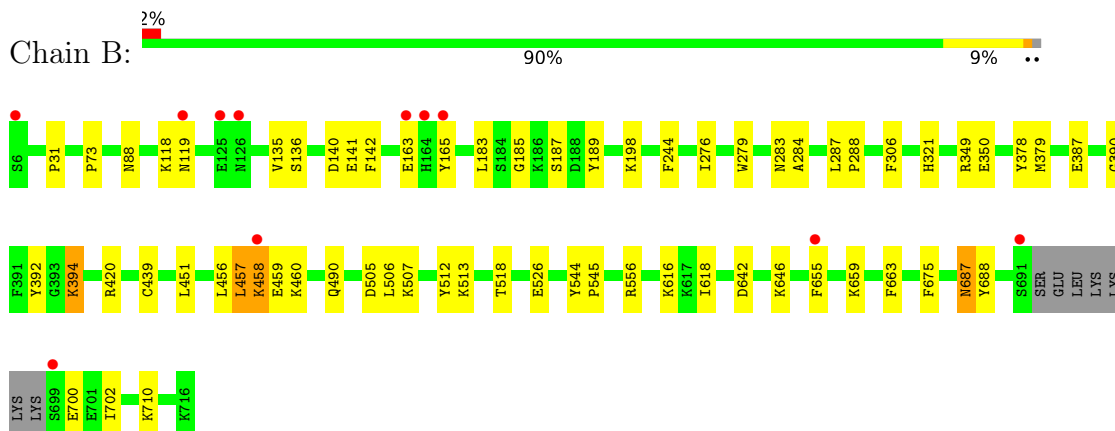 2%
Chain B:
90% 9% ..
S6 P31 P73 N88 K118 N119 E125 N126 V135 S136 D140 E141 F142 E163 H164 Y165 L183 S184 G185 K186 S187 D188 Y189 K198 F244 I276 W279 N283 A284 L287 P288 F306 H321 R349 E350 Y378 M379 E387
F391 Y392 G393 K394 R420 C439 L451 L456 L457 K458 E459 K460 Q490 D505 L506 K507 Y512 K513 T518 E526 Y544 P545 R556 K616 K617 I618 D642 K646 F655 K659 F663 F675 N687 Y688 S691 SER GLU LEU LYS LYS
LYS LYS S699 E700 E701 I702 K710 K716